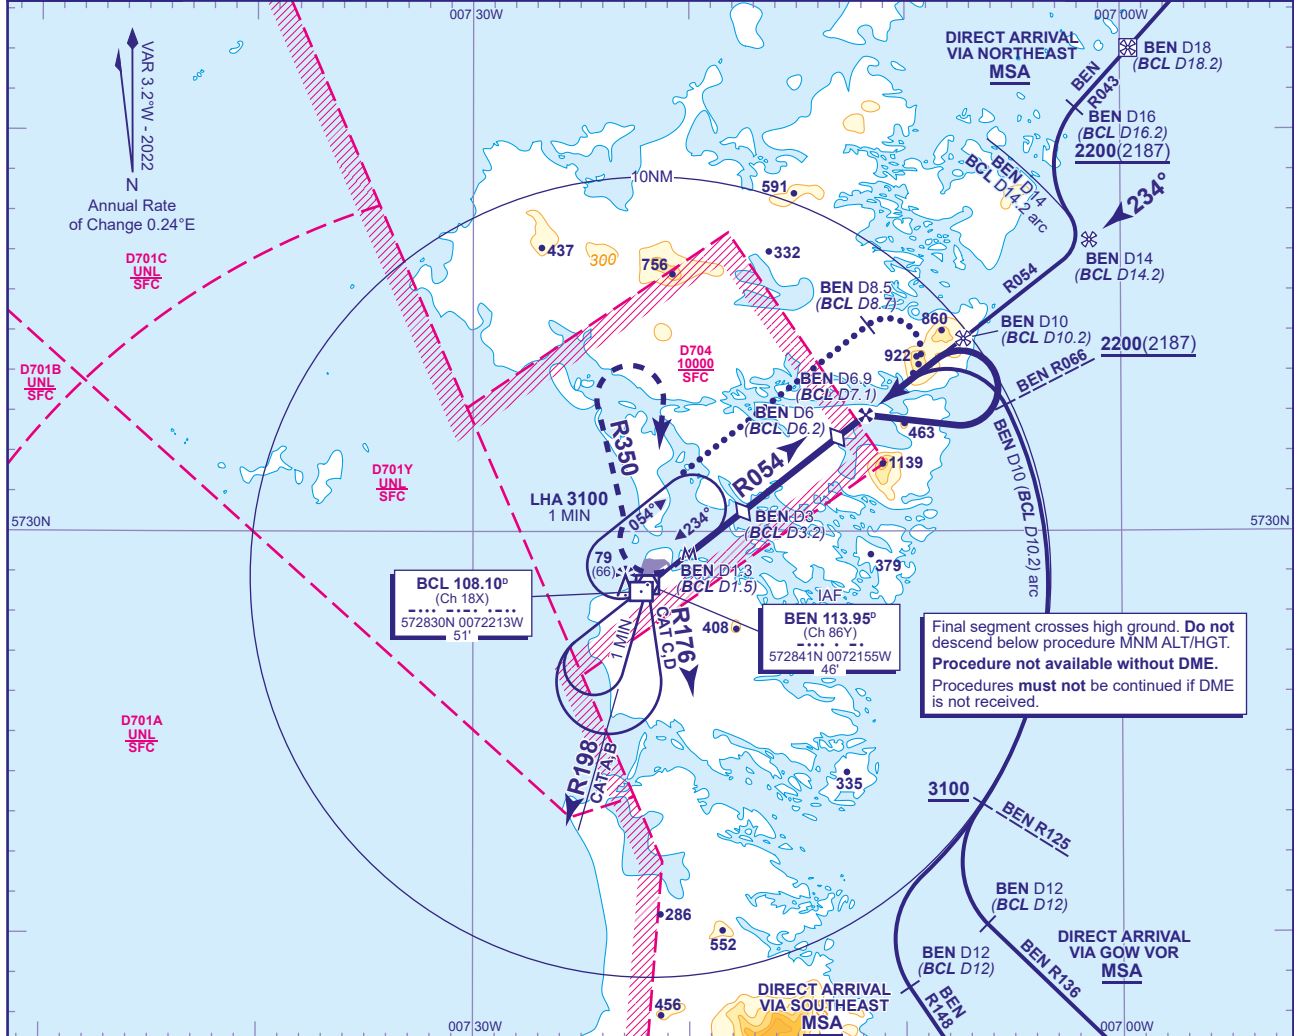 007 30W
007 00W
DIRECT ARRIVAL
VIA NORTHEAST
MSA
BEN D18
(BCL D18.2)
BEN
R043
BEN D16
(BCL D16.2)
2200(2187)
VAR 3.2°W - 2022
N
Annual Rate
of Change 0.24°E
10NM
591
BEN D14
BCL D14.2 arc
234°
BEN D14
(BCL D14.2)
R054
D701C
UNL
SFC
437
300
756
332
BEN D8.5
(BCL D8.7)
860
922
BEN D10
(BCL D10.2)
2200(2187)
BEN R066
D704
10000
SFC
D701B
UNL
SFC
BEN D6.9
(BCL D7.1)
BEN D6
(BCL D6.2)
463
1139
BEN D10 (BCL D10.2) arc
R350
R054
D701Y
UNL
SFC
LHA 3100
1 MIN
054°
234°
5730N
5730N
BEN D3
(BCL D3.2)
79
(66)
M
BEN D1.3
(BCL D1.5)
379
IAF
BCL 108.10ᴰ
(Ch 18X)
–··· –·–· ·–··
572830N 0072213W
51'
BEN 113.95ᴰ
(Ch 86Y)
–··· · –·
572841N 0072155W
46'
408
1 MIN
R176
CAT C,D
Final segment crosses high ground. Do not
descend below procedure MNM ALT/HGT.
Procedure not available without DME.
Procedures must not be continued if DME
is not received.
D701A
UNL
SFC
R198
CAT A,B
335
3100
BEN R125
BEN D12
(BCL D12)
286
552
BEN D12
(BCL D12)
BEN R136
DIRECT ARRIVAL
VIA GOW VOR
MSA
DIRECT ARRIVAL
VIA SOUTHEAST
MSA
BEN
R148
456
007 30W
007 00W